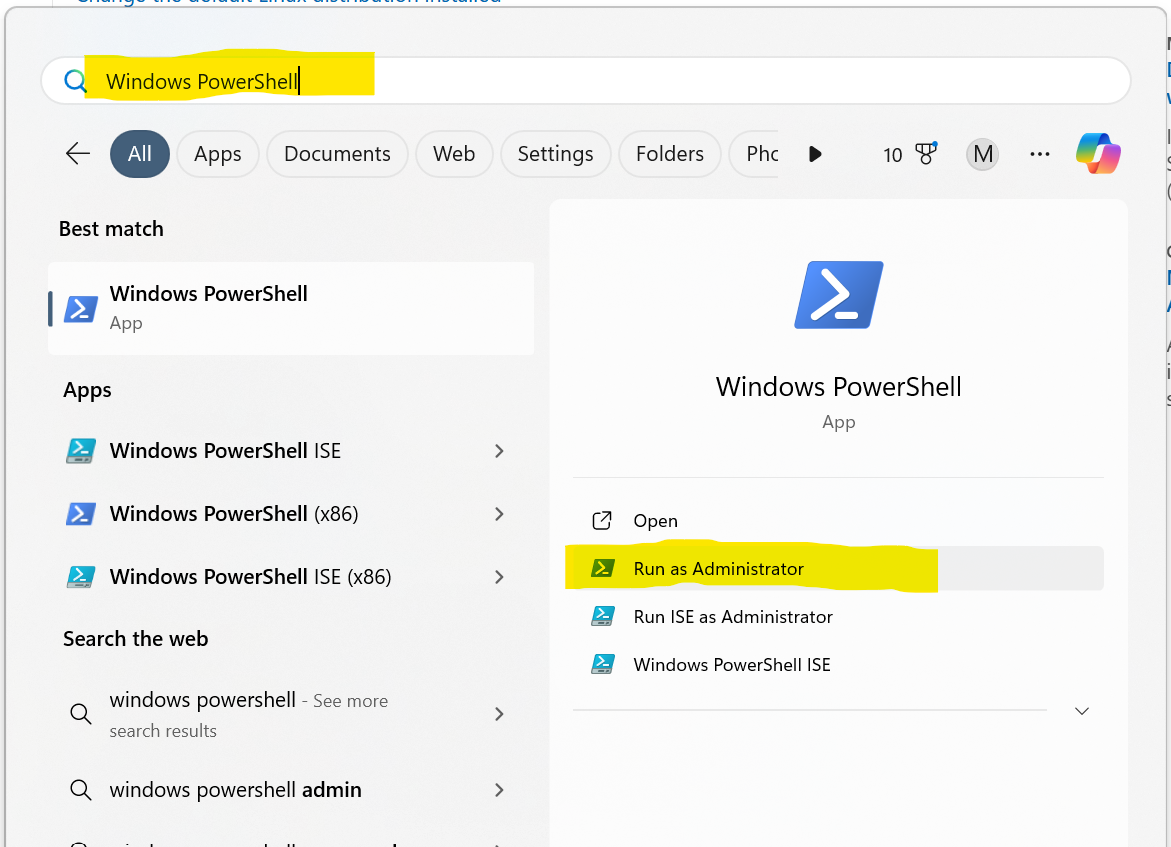 Change the default Linux distribution installed
Windows PowerShell
All
Apps
Documents
Web
Settings
Folders
Pho
10
M
Best match
Windows PowerShell
App
Apps
Windows PowerShell ISE
Windows PowerShell (x86)
Windows PowerShell ISE (x86)
Search the web
windows powershell - See more
search results
windows powershell admin
Windows PowerShell
App
Open
Run as Administrator
Run ISE as Administrator
Windows PowerShell ISE